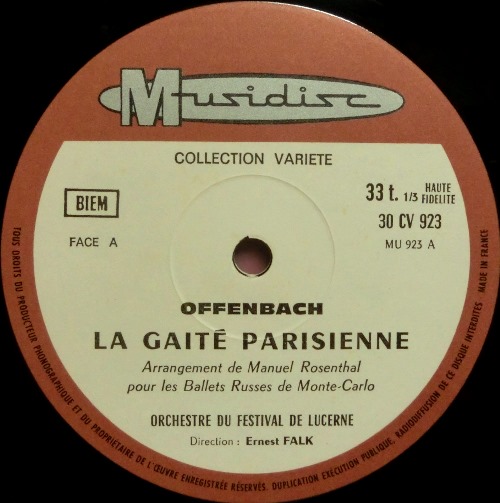 Musidisc
COLLECTION VARIETE
BIEM
33 t. 1/3 HAUTE FIDELITE
30 CV 923
FACE A
MU 923 A
OFFENBACH
LA GAITÉ PARISIENNE
Arrangement de Manuel Rosenthal
pour les Ballets Russes de Monte-Carlo
ORCHESTRE DU FESTIVAL DE LUCERNE
Direction : Ernest FALK
TOUS DROITS DU PRODUCTEUR PHONOGRAPHIQUE ET DU PROPRIETAIRE DE L'ŒUVRE ENREGISTRÉE RÉSERVÉS. DUPLICATION EXÉCUTION PUBLIQUE, RADIODIFFUSION DE CE DISQUE INTERDITES MADE IN FRANCE